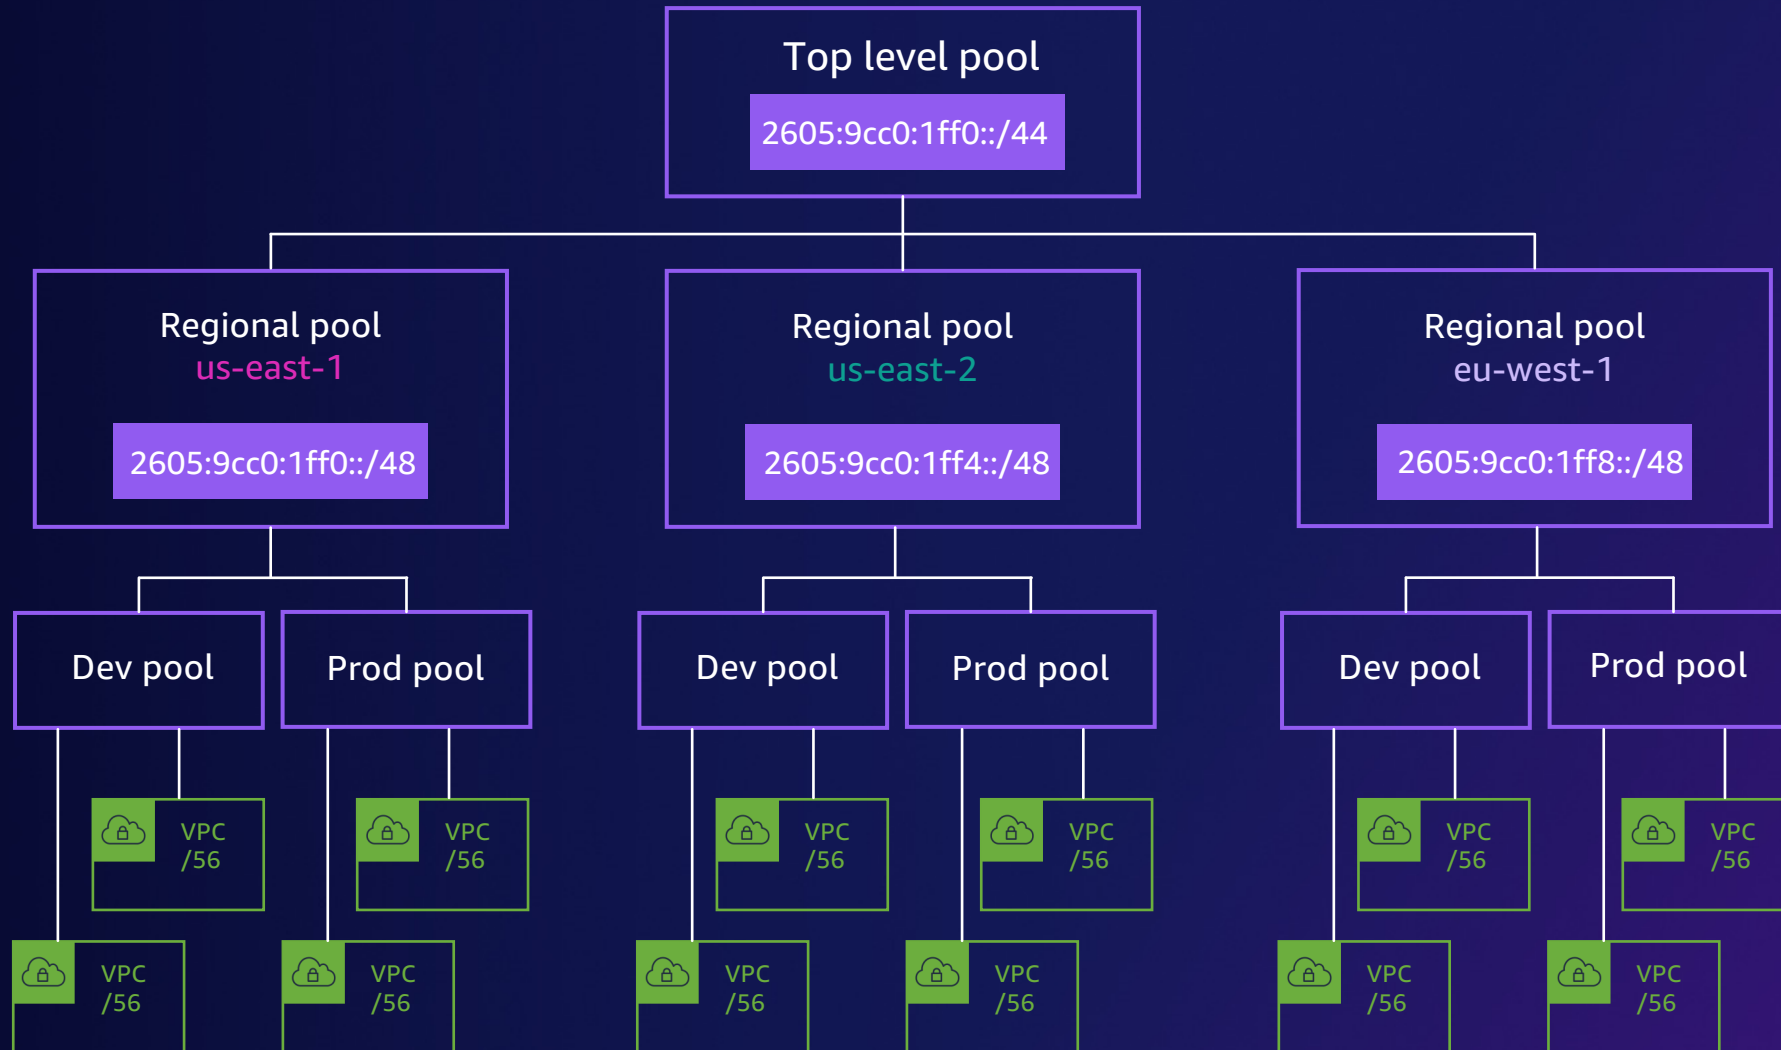 Top level pool
2605:9cc0:1ff0::/44
Regional pool
us-east-1
2605:9cc0:1ff0::/48
Regional pool
us-east-2
2605:9cc0:1ff4::/48
Regional pool
eu-west-1
2605:9cc0:1ff8::/48
Dev pool
Prod pool
Dev pool
Prod pool
Dev pool
Prod pool
VPC
/56
VPC
/56
VPC
/56
VPC
/56
VPC
/56
VPC
/56
VPC
/56
VPC
/56
VPC
/56
VPC
/56
VPC
/56
VPC
/56